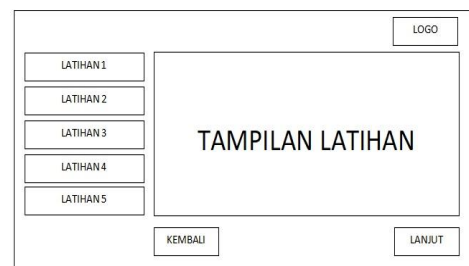 LOGO
LATIHAN 1
LATIHAN 2
LATIHAN 3
LATIHAN 4
LATIHAN 5
TAMPILAN LATIHAN
KEMBALI
LANJUT